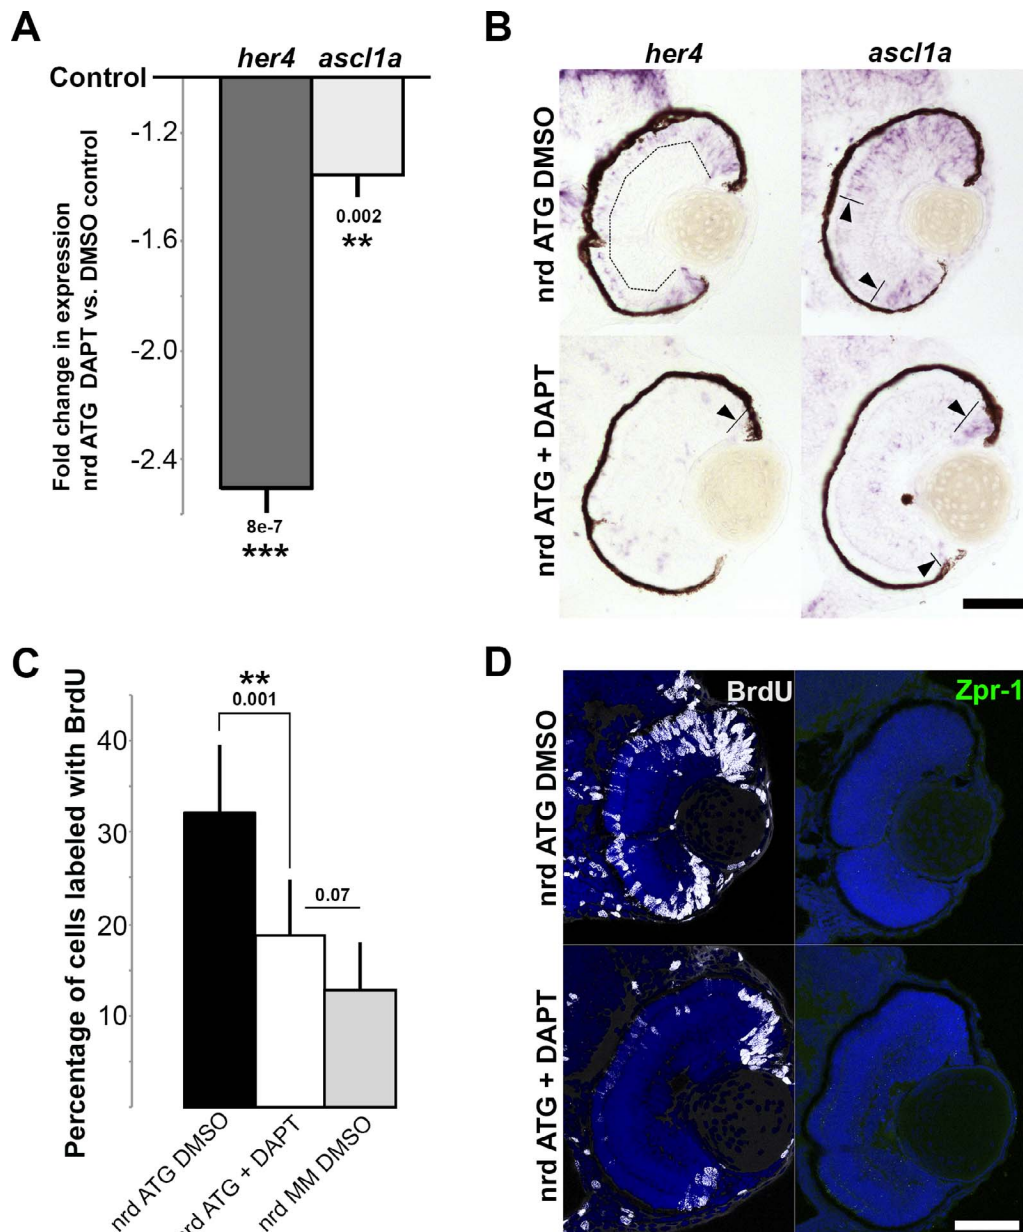 A
her4 ascl1a
Control
-1.2
-1.6
-2.0
-2.4
Fold change in expression
nrd ATG DAPT vs. DMSO control
0.002
**
8e-7
***
B
her4
ascl1a
nrd ATG DMSO
nrd ATG + DAPT
C
Percentage of cells labeled with BrdU
40
30
20
10
**
0.001
0.07
nrd ATG DMSO
nrd ATG + DAPT
nrd MM DMSO
D
BrdU
Zpr-1
nrd ATG DMSO
nrd ATG + DAPT